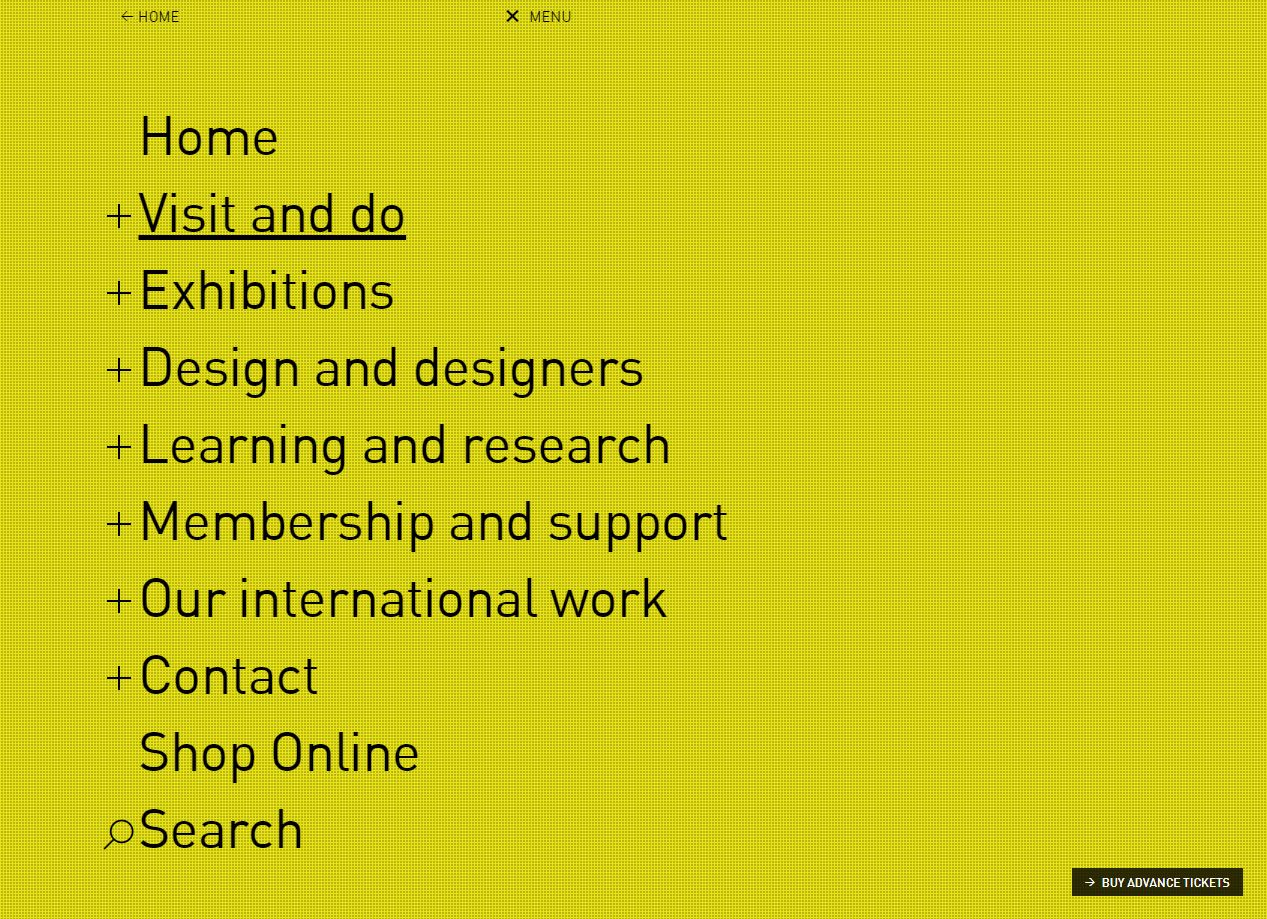 ← HOME
× MENU
Home
+ Visit and do
+ Exhibitions
+ Design and designers
+ Learning and research
+ Membership and support
+ Our international work
+ Contact
Shop Online
Search
→ BUY ADVANCE TICKETS